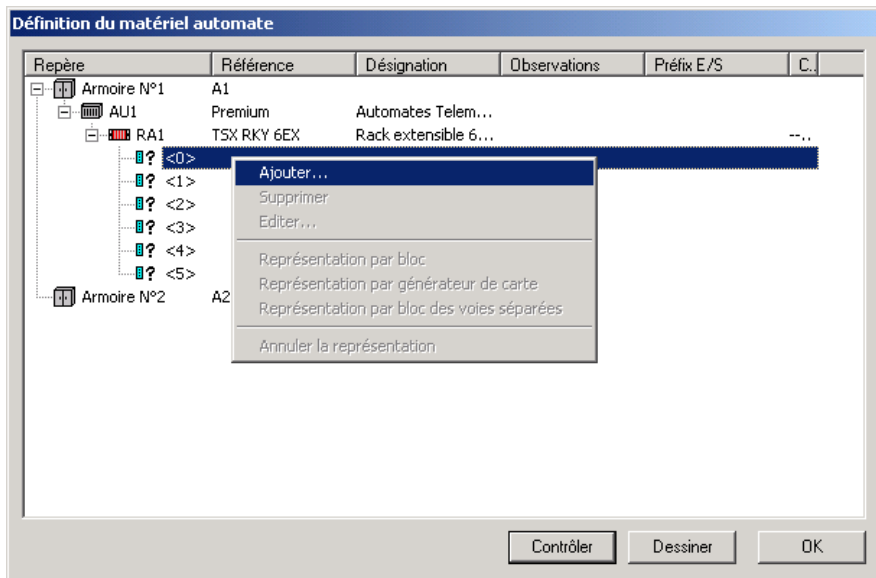 Définition du matériel automate
Repère Référence Désignation Observations Préfix E/S C..
Armoire N°1 A1
AU1 Premium Automates Telem...
RA1 TSX RKY 6EX Rack extensible 6... --..
? <0>
? <1>
? <2>
? <3>
? <4>
? <5>
Armoire N°2 A2
Ajouter...
Supprimer
Editer...
Représentation par bloc
Représentation par générateur de carte
Représentation par bloc des voies séparées
Annuler la représentation
Contrôler Dessiner OK